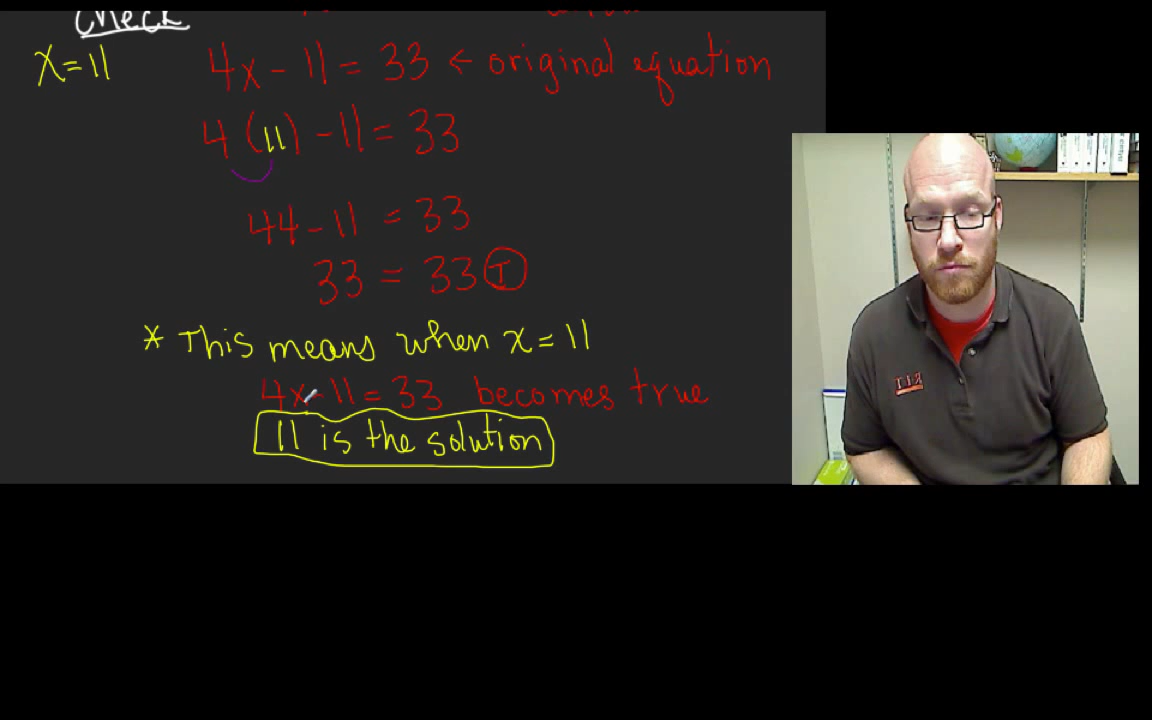 Check
x=11
4x-11=33 ← original equation
4(11)-11=33
44-11=33
33=33 T
* This means when x=11
4x-11=33 becomes true
11 is the solution